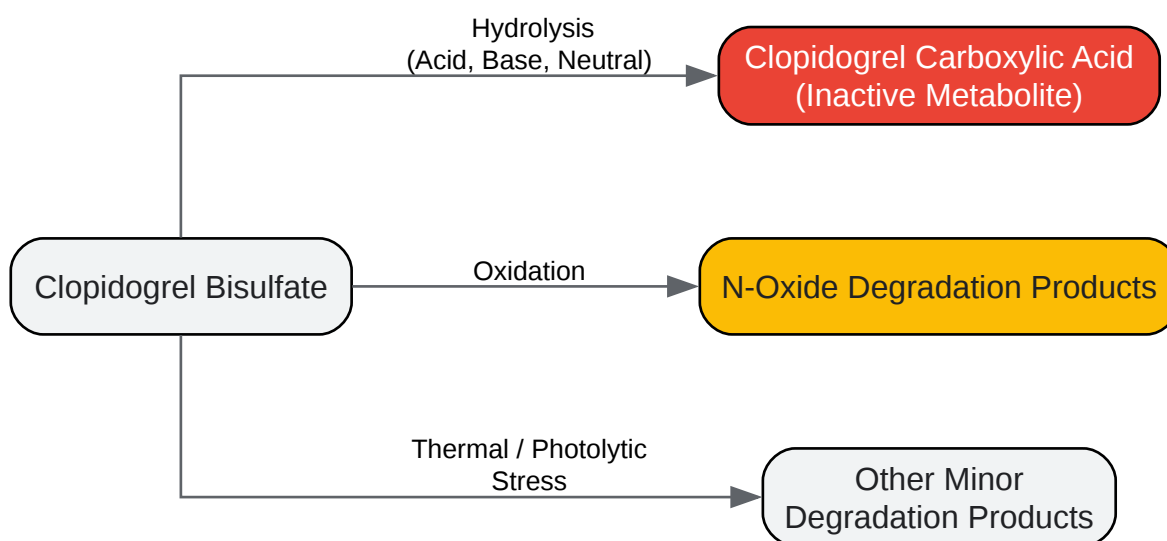 Hydrolysis
(Acid, Base, Neutral)
Clopidogrel Carboxylic Acid
(Inactive Metabolite)
Clopidogrel Bisulfate
Oxidation
N-Oxide Degradation Products
Thermal / Photolytic
Stress
Other Minor
Degradation Products